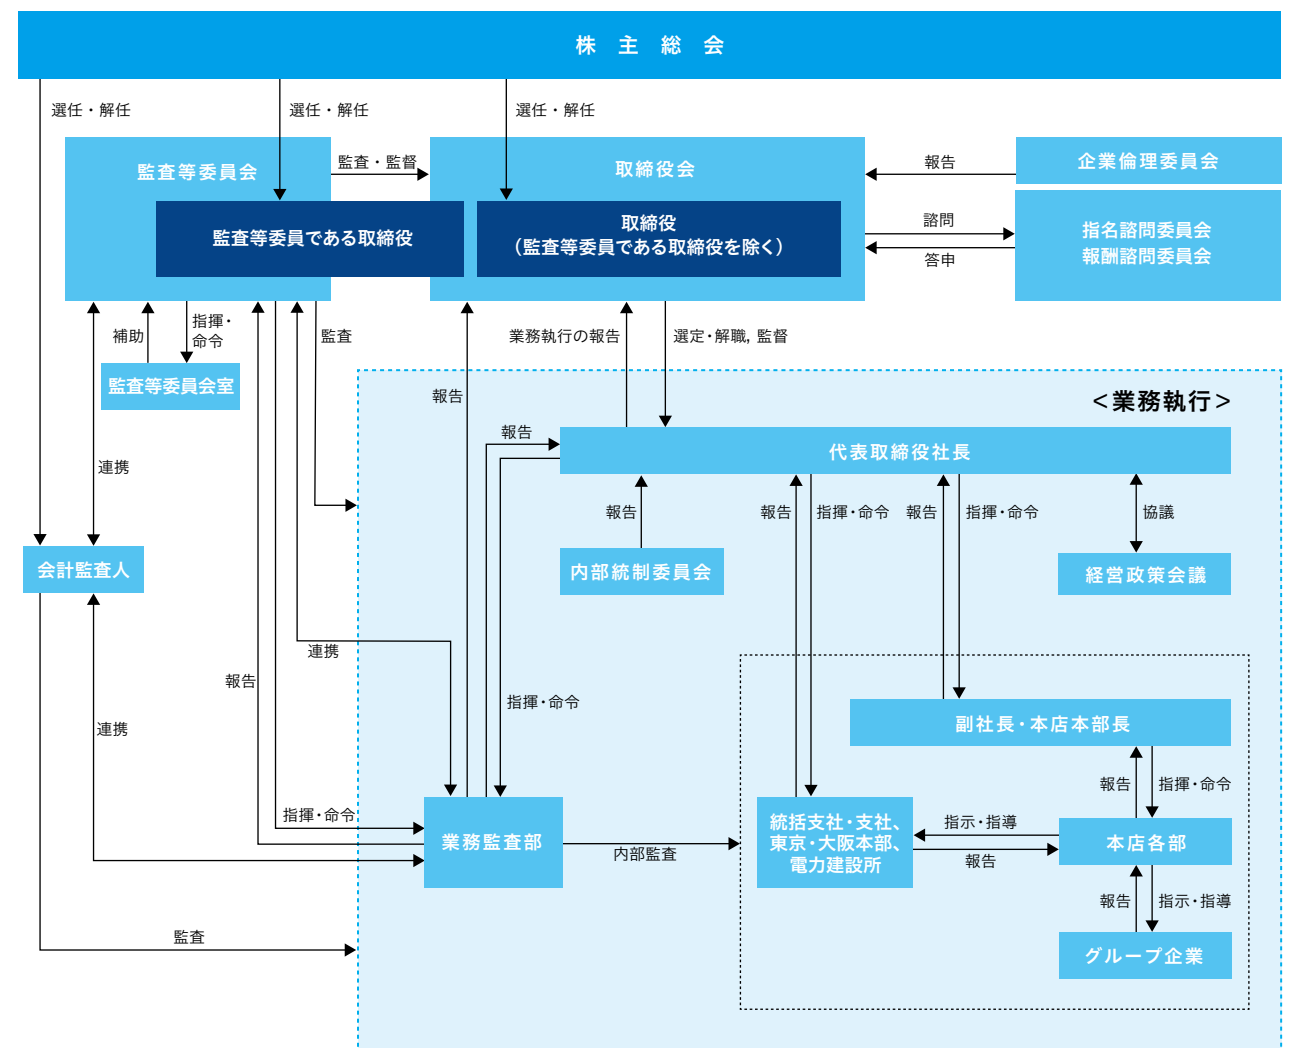 株主総会
選任・解任
選任・解任
選任・解任
監査等委員会
監査・監督
取締役会
報告
企業倫理委員会
監査等委員である取締役
取締役
（監査等委員である取締役を除く）
諮問
答申
指名諮問委員会
報酬諮問委員会
補助
指揮・
命令
監査
業務執行の報告
選定・解職，監督
監査等委員会室
報告
＜業務執行＞
報告
代表取締役社長
連携
報告
報告
指揮・命令
報告
指揮・命令
協議
会計監査人
内部統制委員会
経営政策会議
連携
報告
指揮・命令
連携
副社長・本店本部長
報告
指揮・命令
指揮・命令
業務監査部
内部監査
統括支社・支社、
東京・大阪本部、
電力建設所
指示・指導
報告
本店各部
報告
指示・指導
監査
グループ企業